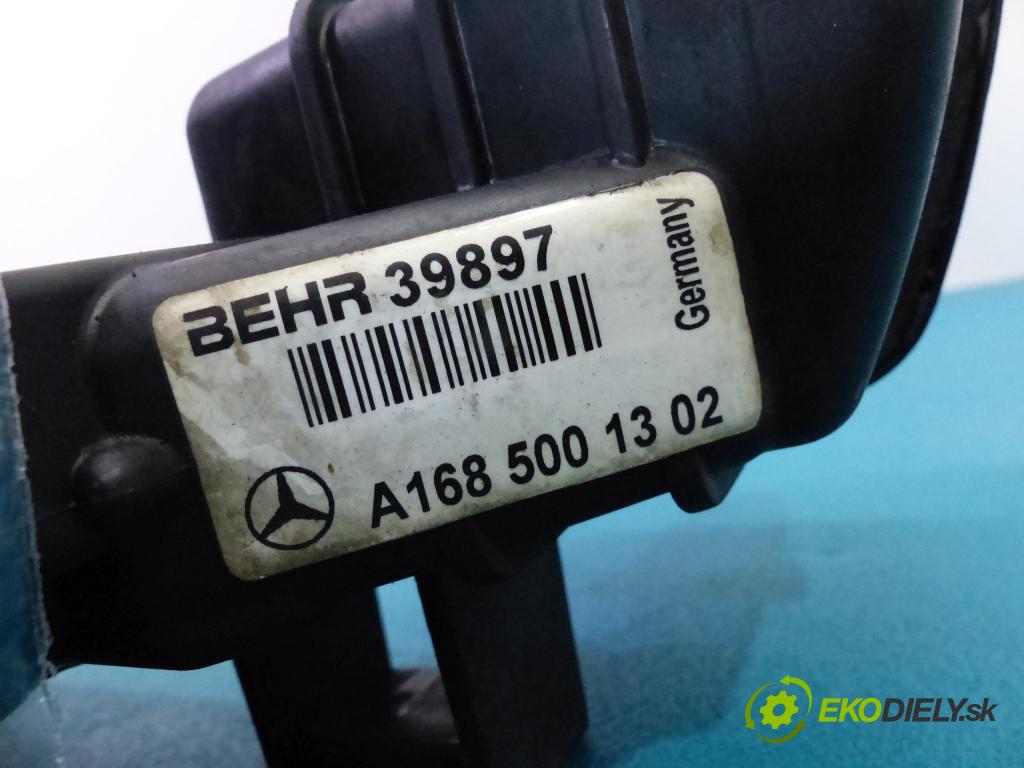 BEHR 39897
Germany
A168 500 13 02
EKODIELY.sk